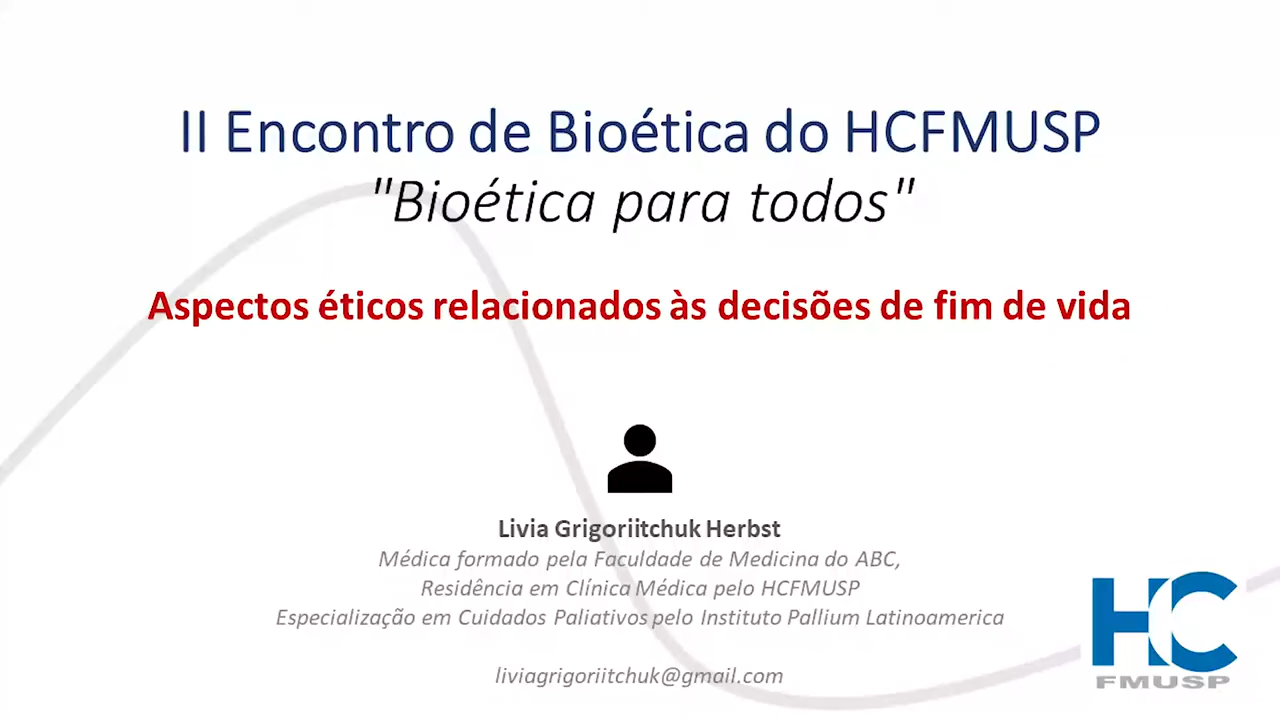 II Encontro de Bioética do HCFMUSP
"Bioética para todos"
Aspectos éticos relacionados às decisões de fim de vida
Livia Grigoriitchuk Herbst
Médica formado pela Faculdade de Medicina do ABC,
Residência em Clínica Médica pelo HCFMUSP
Especialização em Cuidados Paliativos pelo Instituto Pallium Latinoamerica
liviagrigoriitchuk@gmail.com
HC
FMUSP